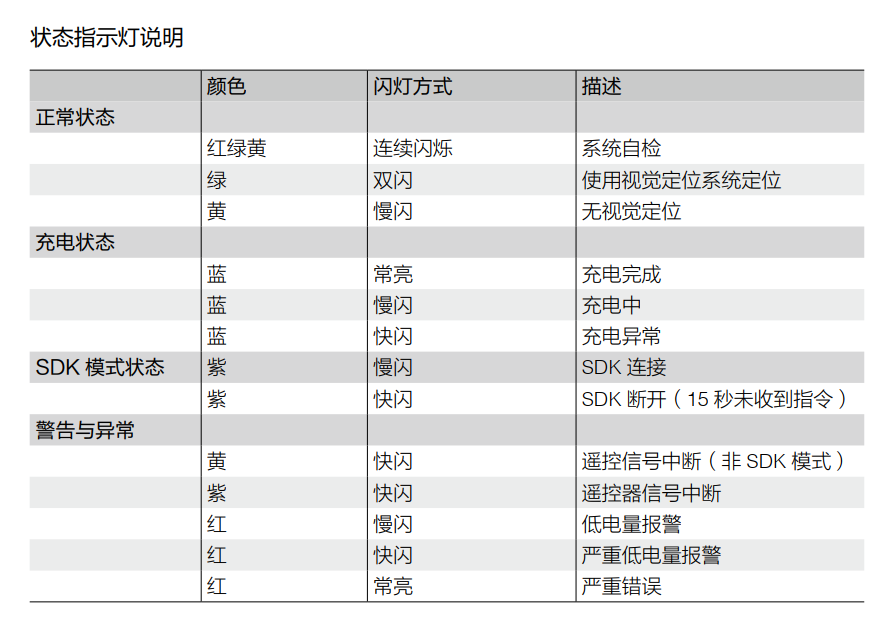 状态指示灯说明
颜色 闪灯方式 描述
正常状态
红绿黄 连续闪烁 系统自检
绿 双闪 使用视觉定位系统定位
黄 慢闪 无视觉定位
充电状态
蓝 常亮 充电完成
蓝 慢闪 充电中
蓝 快闪 充电异常
SDK 模式状态 紫 慢闪 SDK 连接
紫 快闪 SDK 断开（15 秒未收到指令）
警告与异常
黄 快闪 遥控信号中断（非 SDK 模式）
紫 快闪 遥控器信号中断
红 慢闪 低电量报警
红 快闪 严重低电量报警
红 常亮 严重错误